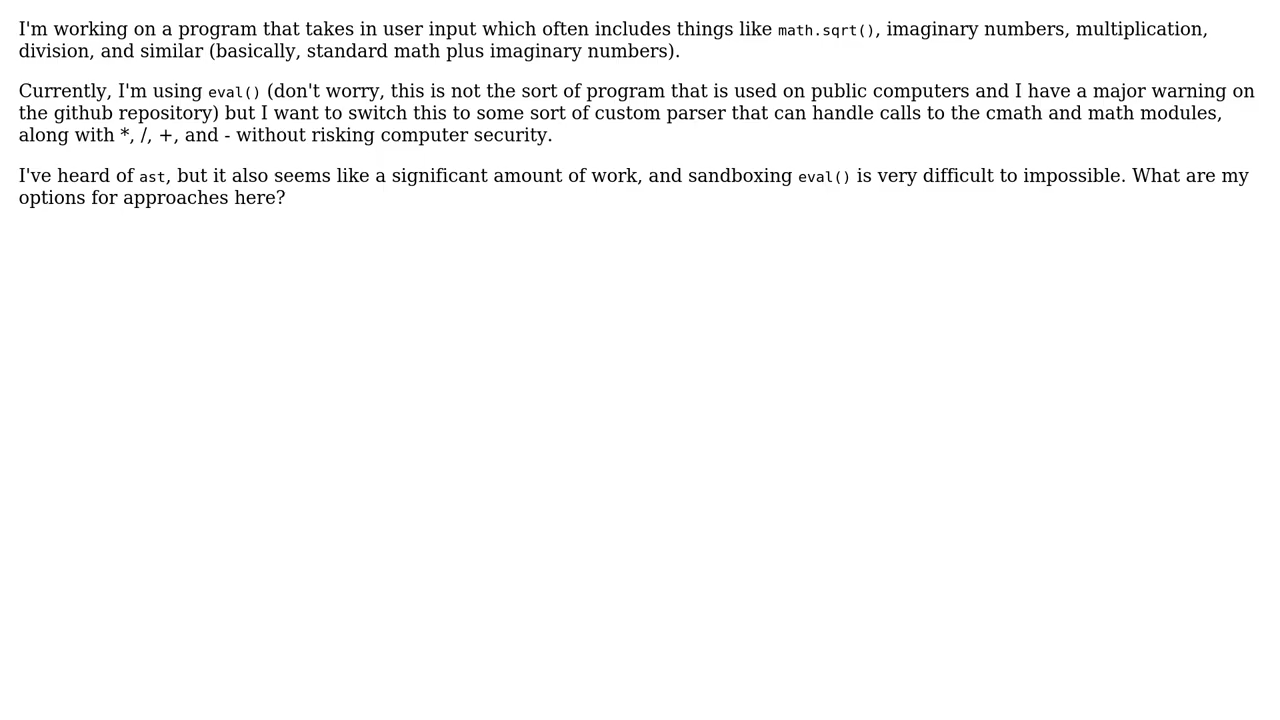 I'm working on a program that takes in user input which often includes things like math.sqrt(), imaginary numbers, multiplication,
division, and similar (basically, standard math plus imaginary numbers).
Currently, I'm using eval() (don't worry, this is not the sort of program that is used on public computers and I have a major warning on
the github repository) but I want to switch this to some sort of custom parser that can handle calls to the cmath and math modules,
along with *, /, +, and - without risking computer security.
I've heard of ast, but it also seems like a significant amount of work, and sandboxing eval() is very difficult to impossible. What are my
options for approaches here?